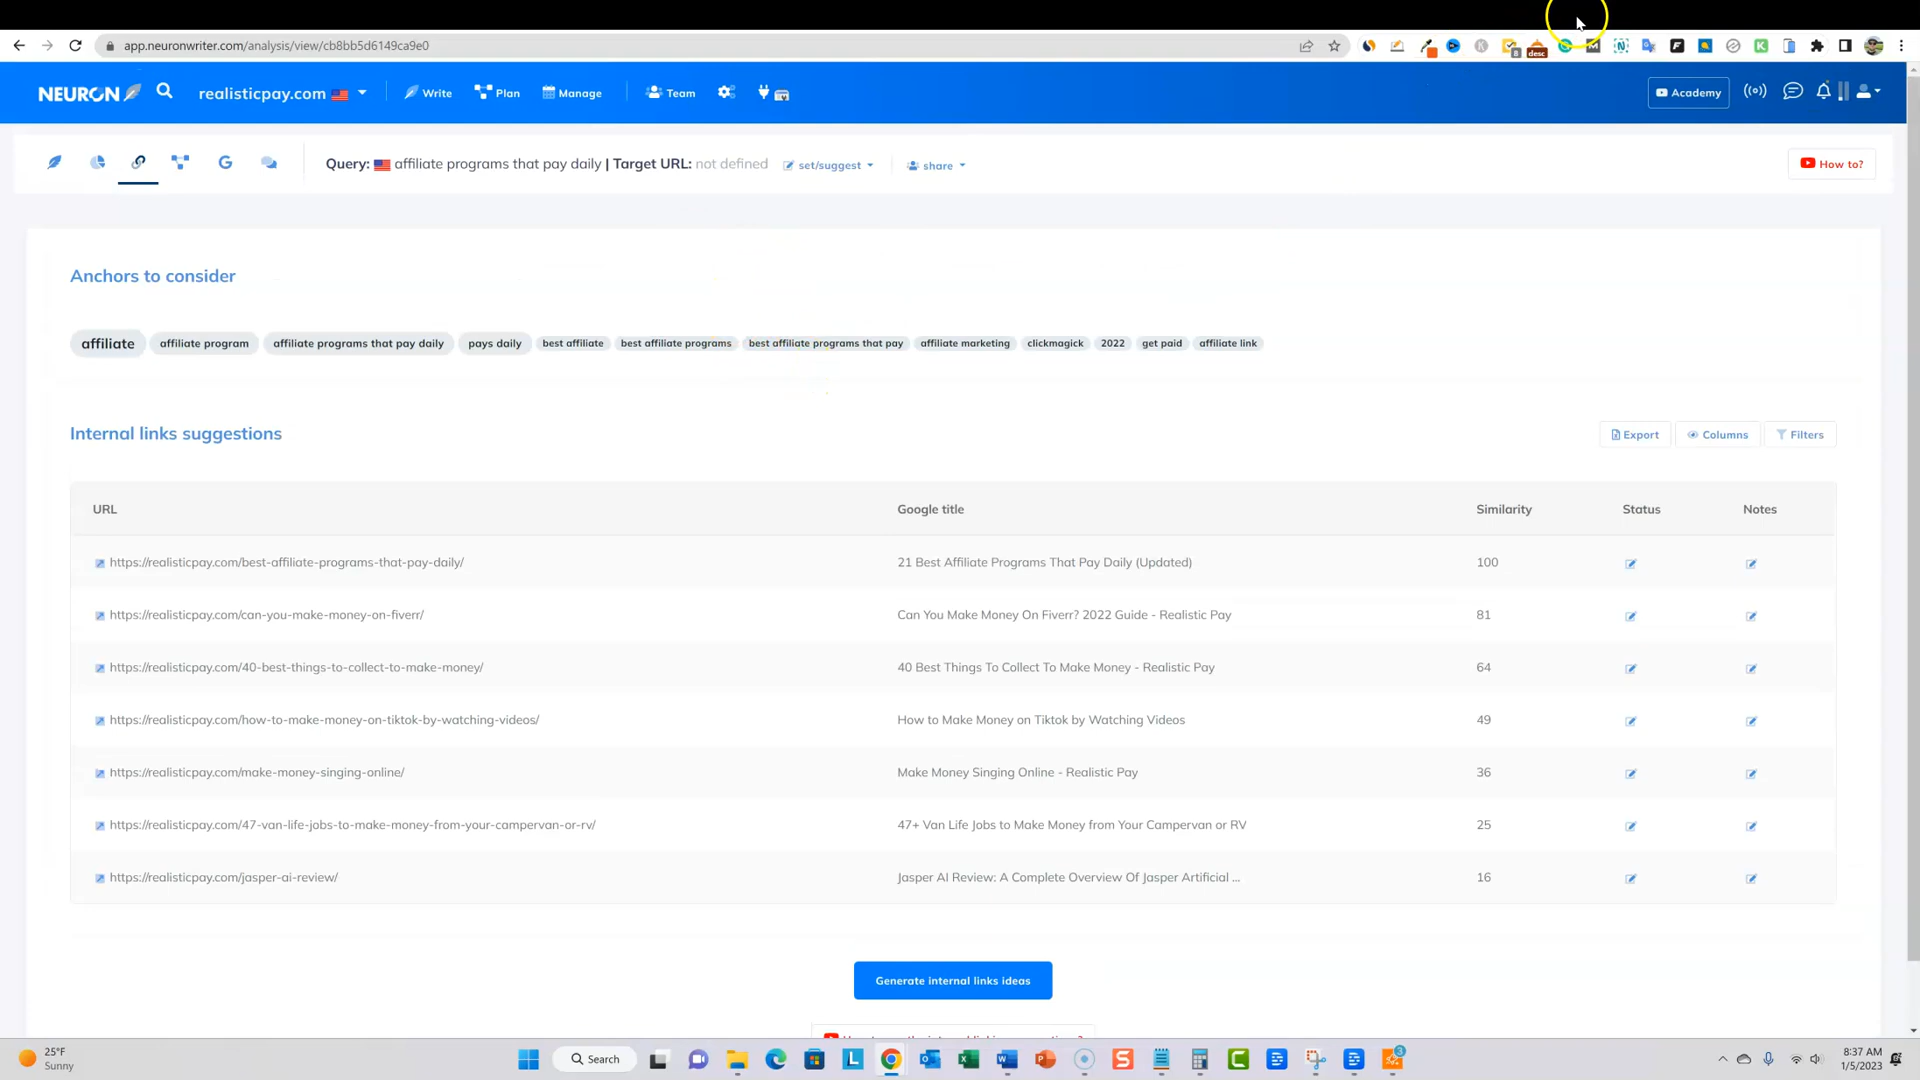 app.neuronwriter.com/analysis/view/cb8bb5d6149ca9e0
8
desc
NEURON
realisticpay.com
Write
Plan
Manage
Team
Academy
Query: affiliate programs that pay daily | Target URL: not defined
set/suggest
share
How to?
Anchors to consider
affiliate
affiliate program
affiliate programs that pay daily
pays daily
best affiliate
best affiliate programs
best affiliate programs that pay
affiliate marketing
clickmagick
2022
get paid
affiliate link
Internal links suggestions
Export
Columns
Filters
URL
Google title
Similarity
Status
Notes
https://realisticpay.com/best-affiliate-programs-that-pay-daily/
21 Best Affiliate Programs That Pay Daily (Updated)
100
https://realisticpay.com/can-you-make-money-on-fiverr/
Can You Make Money On Fiverr? 2022 Guide - Realistic Pay
81
https://realisticpay.com/40-best-things-to-collect-to-make-money/
40 Best Things To Collect To Make Money - Realistic Pay
64
https://realisticpay.com/how-to-make-money-on-tiktok-by-watching-videos/
How to Make Money on Tiktok by Watching Videos
49
https://realisticpay.com/make-money-singing-online/
Make Money Singing Online - Realistic Pay
36
https://realisticpay.com/47-van-life-jobs-to-make-money-from-your-campervan-or-rv/
47+ Van Life Jobs to Make Money from Your Campervan or RV
25
https://realisticpay.com/jasper-ai-review/
Jasper AI Review: A Complete Overview Of Jasper Artificial ...
16
Generate internal links ideas
25°F
Sunny
Search
3
8:37 AM
1/5/2023